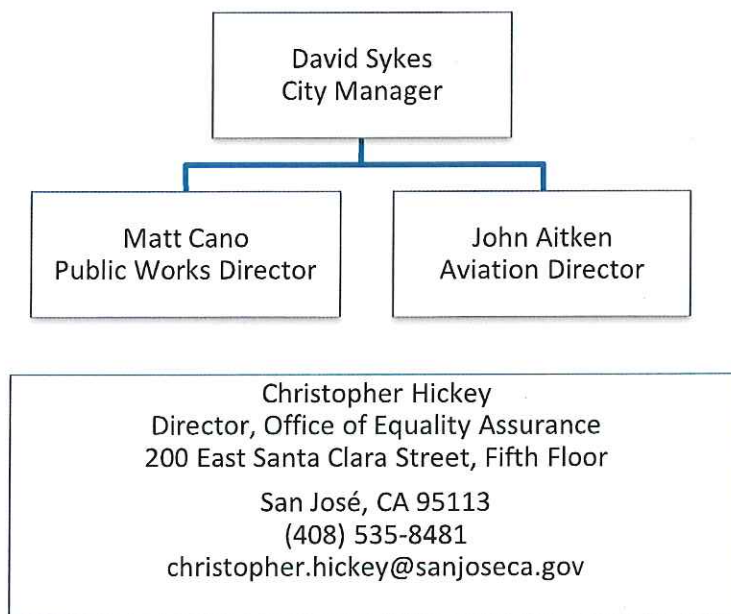 David Sykes
City Manager
Matt Cano
Public Works Director
John Aitken
Aviation Director
Christopher Hickey
Director, Office of Equality Assurance
200 East Santa Clara Street, Fifth Floor
San José, CA 95113
(408) 535-8481
christopher.hickey@sanjoseca.gov